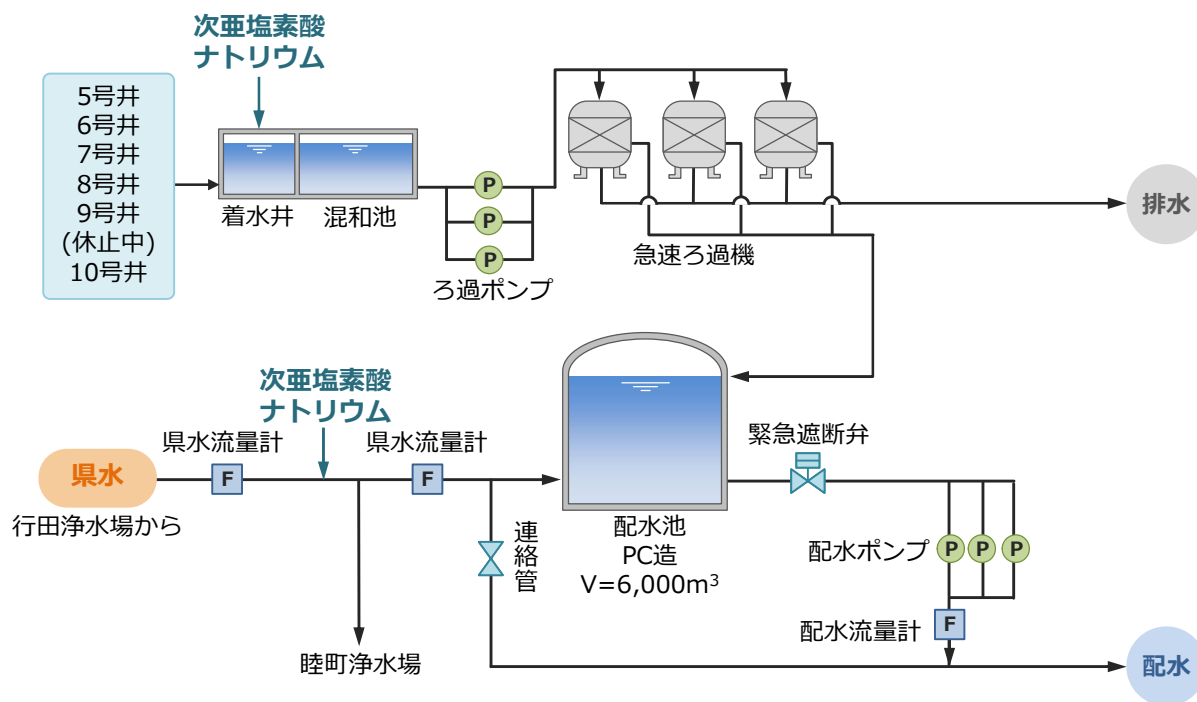 次亜塩素酸
ナトリウム
5号井
6号井
7号井
8号井
9号井
(休止中)
10号井
着水井
混和池
P
P
P
ろ過ポンプ
急速ろ過機
排水
次亜塩素酸
ナトリウム
県水流量計
県水流量計
県水
F
F
行田浄水場から
睦町浄水場
連絡管
配水池
PC造
V=6,000m³
緊急遮断弁
配水ポンプ
P
P
P
配水流量計
F
配水